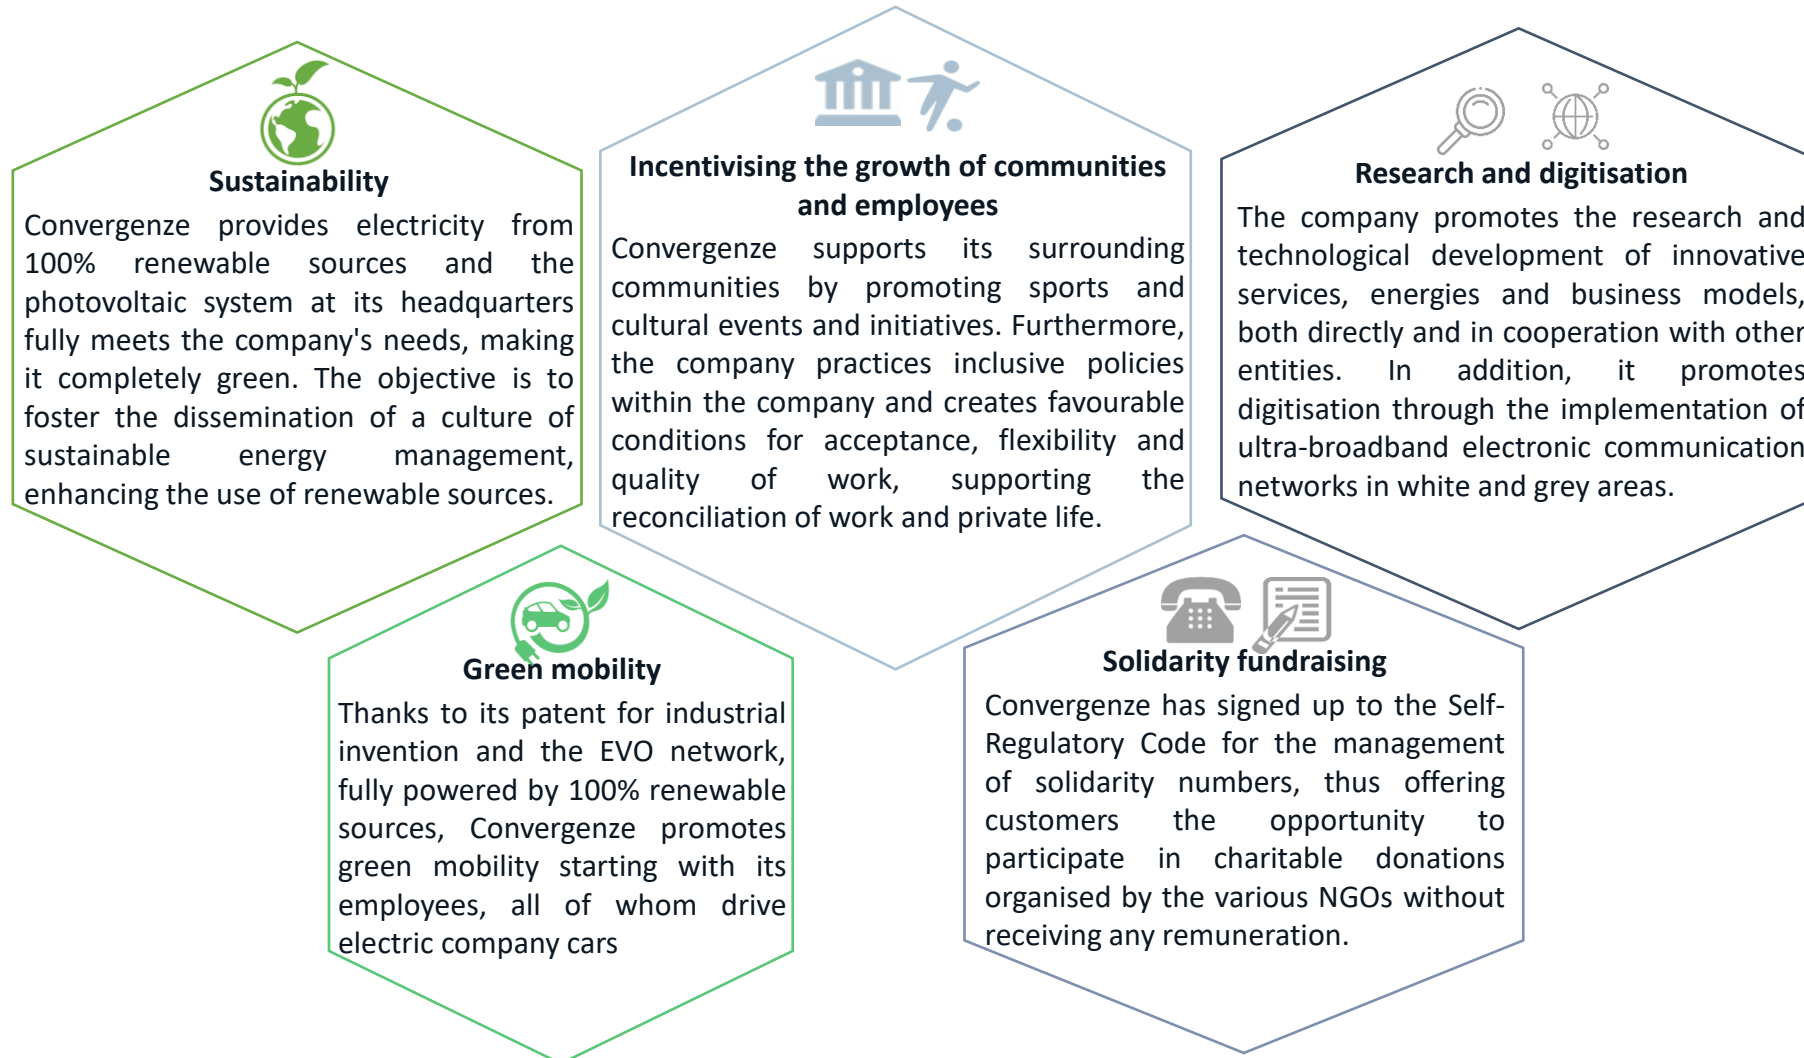 Sustainability
Convergenze provides electricity from
100% renewable sources and the
photovoltaic system at its headquarters
fully meets the company's needs, making
it completely green. The objective is to
foster the dissemination of a culture of
sustainable energy management,
enhancing the use of renewable sources.
Incentivising the growth of communities
and employees
Convergenze supports its surrounding
communities by promoting sports and
cultural events and initiatives. Furthermore,
the company practices inclusive policies
within the company and creates favourable
conditions for acceptance, flexibility and
quality of work, supporting the
reconciliation of work and private life.
Research and digitisation
The company promotes the research and
technological development of innovative
services, energies and business models,
both directly and in cooperation with other
entities. In addition, it promotes
digitisation through the implementation of
ultra-broadband electronic communication
networks in white and grey areas.
Green mobility
Thanks to its patent for industrial
invention and the EVO network,
fully powered by 100% renewable
sources, Convergenze promotes
green mobility starting with its
employees, all of whom drive
electric company cars
Solidarity fundraising
Convergenze has signed up to the Self-
Regulatory Code for the management
of solidarity numbers, thus offering
customers the opportunity to
participate in charitable donations
organised by the various NGOs without
receiving any remuneration.